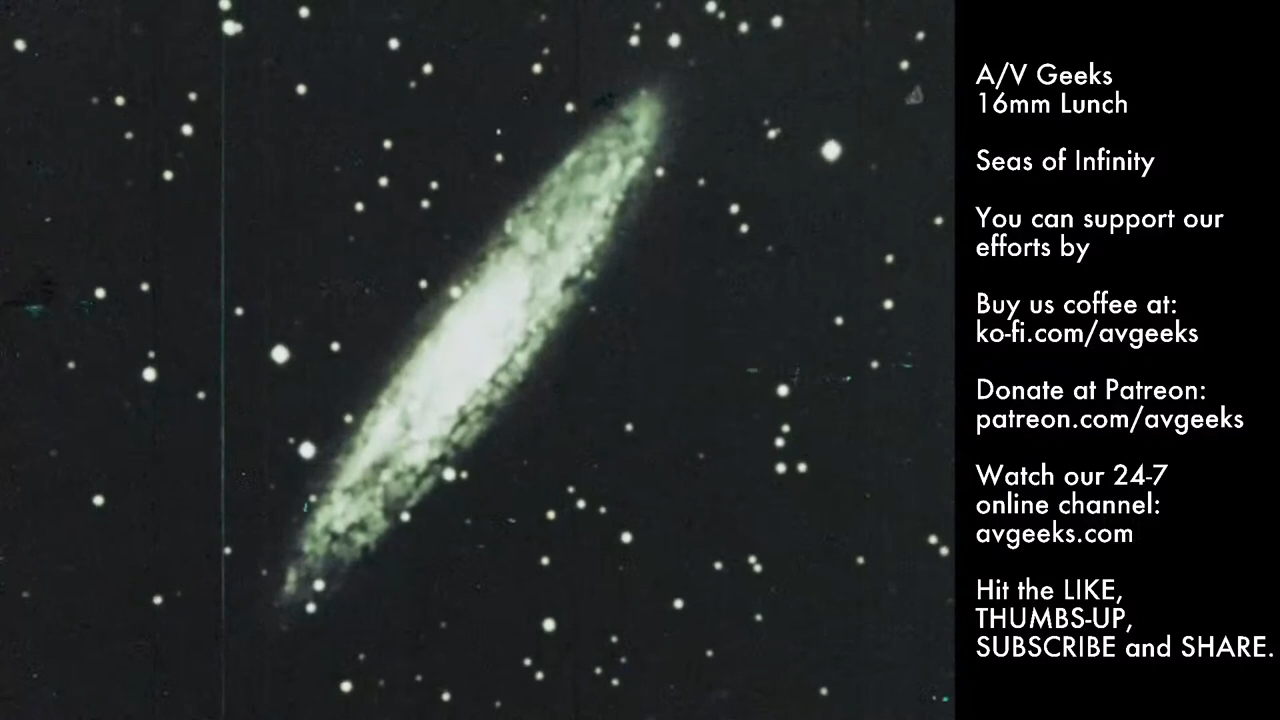 A/V Geeks
16mm Lunch
Seas of Infinity
You can support our
efforts by
Buy us coffee at:
ko-fi.com/avgeeks
Donate at Patreon:
patreon.com/avgeeks
Watch our 24-7
online channel:
avgeeks.com
Hit the LIKE,
THUMBS-UP,
SUBSCRIBE and SHARE.